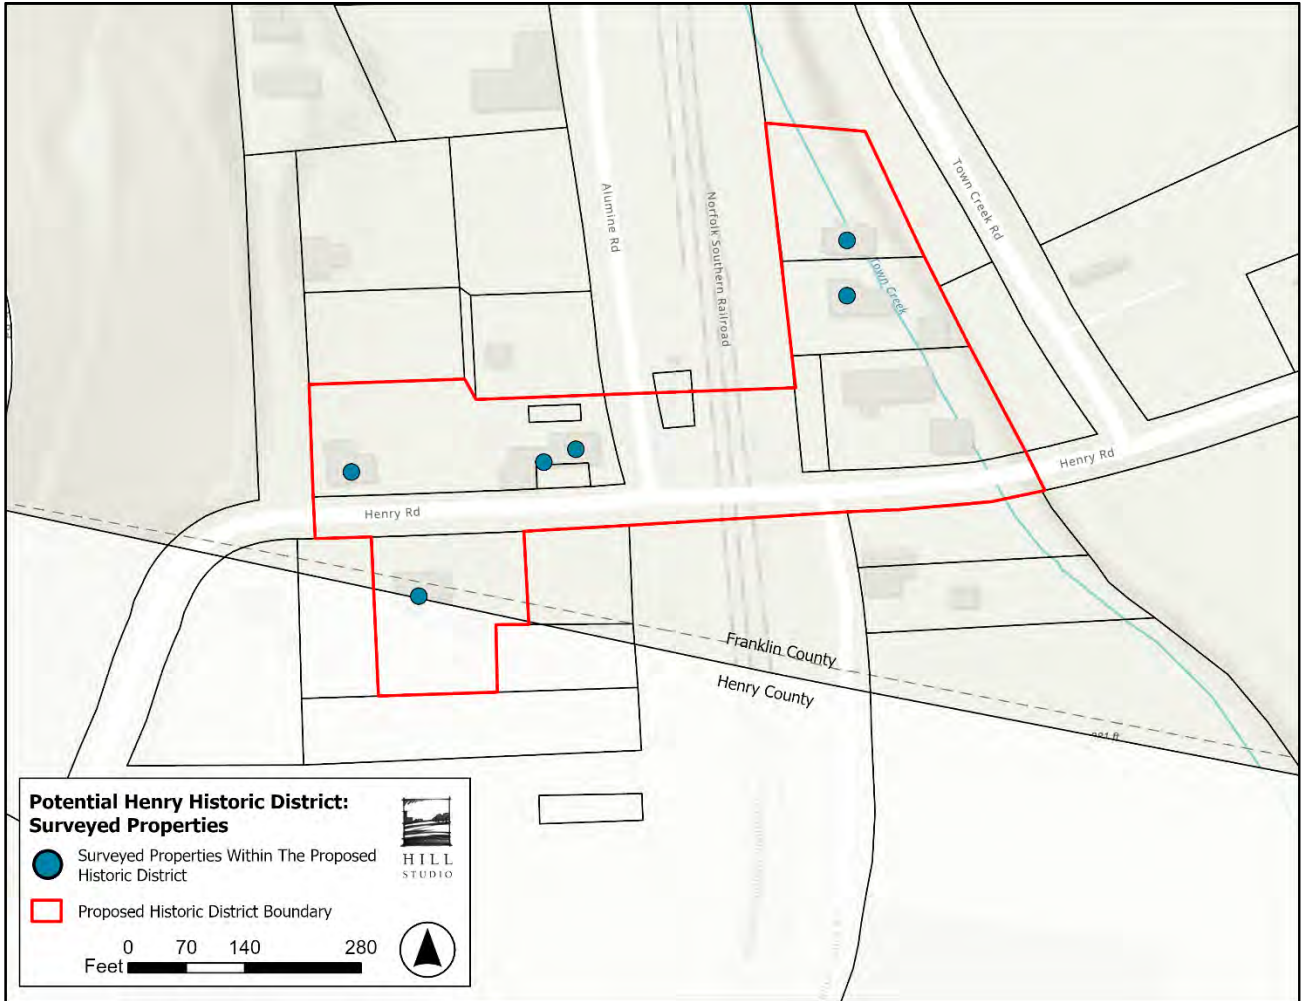 Alumine Rd
Norfolk Southern Railroad
Town Creek Rd
Town Creek
Henry Rd
Henry Rd
Franklin County
Henry County
Potential Henry Historic District:
Surveyed Properties
Surveyed Properties Within The Proposed
Historic District
Proposed Historic District Boundary
HILL
STUDIO
0 70 140 280
Feet